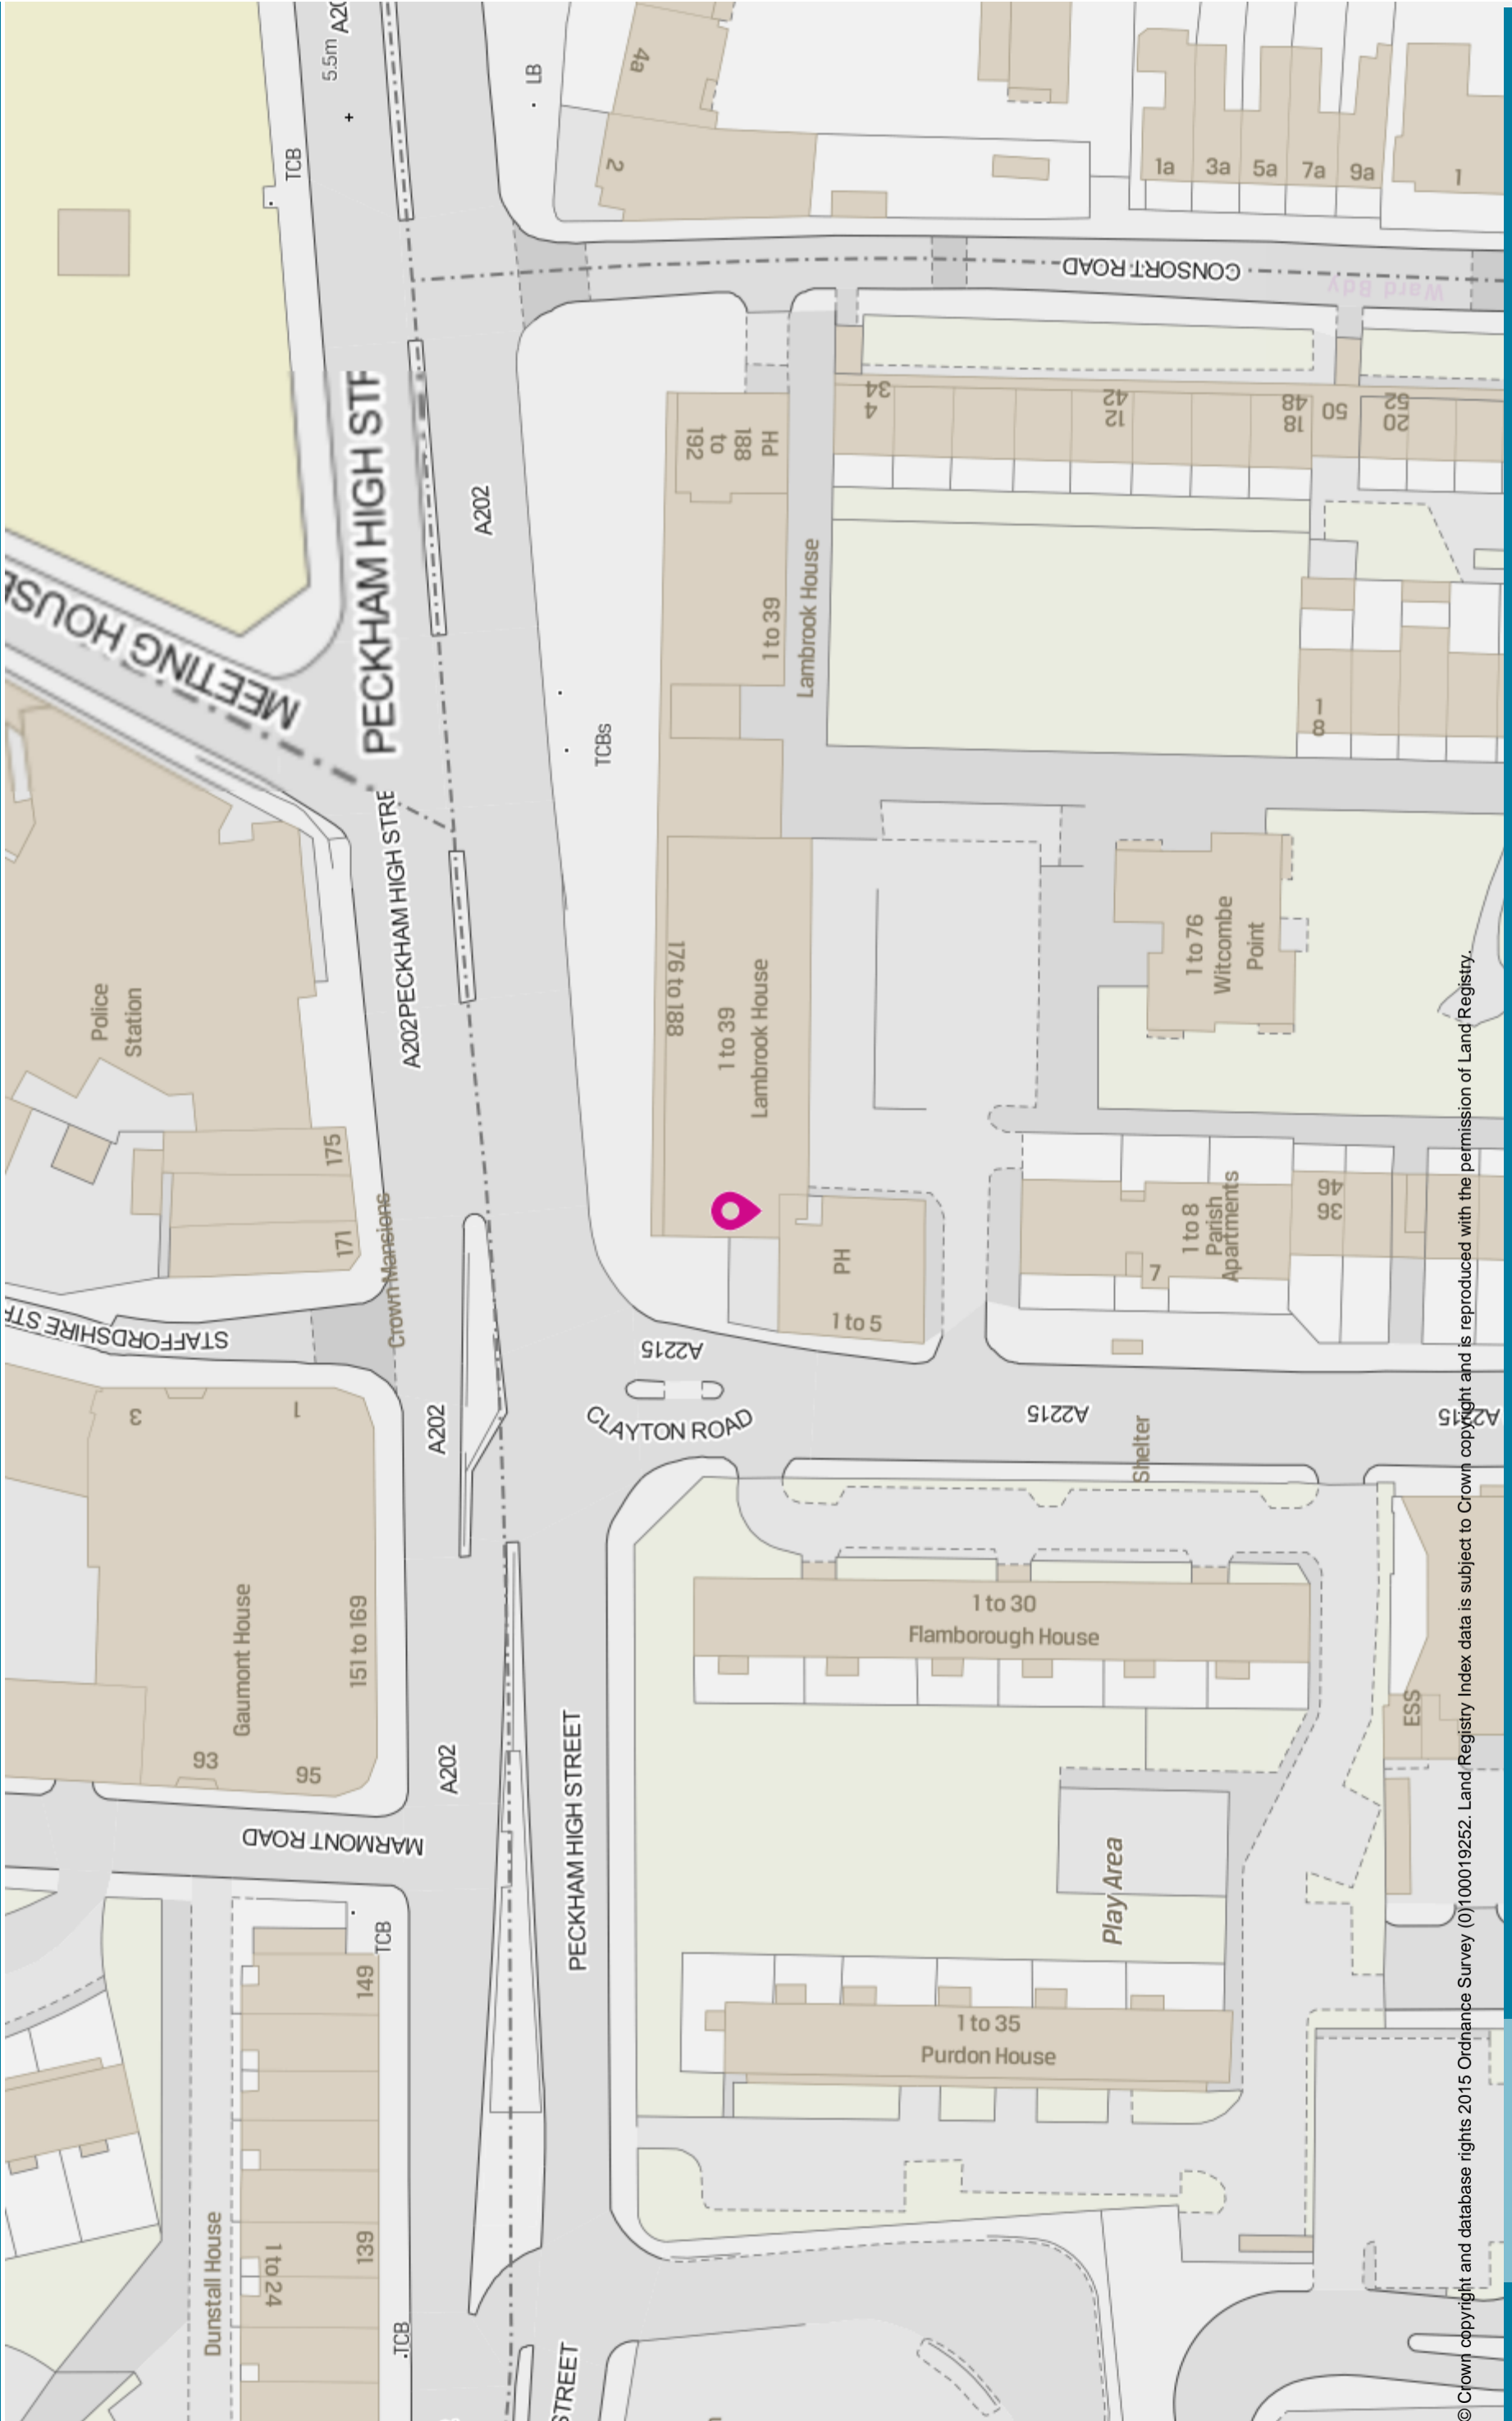 A20
5.5m
TCB
+
LB
4a
2
1a
3a
5a
7a
9a
1
CONSORT ROAD
Ward Bdy
PECKHAM HIGH STR
A202
MEETING HOUSE
188
to
192
PH
34
4
42
12
48
18
50
52
20
1 to 39
Lambrook House
TCBs
1
8
PECKHAM HIGH STRE
A202
Police
Station
176 to 188
1 to 39
Lambrook House
1 to 76
Witcombe
Point
175
171
Crown Mansions
STAFFORDSHIRE STR
PH
1 to 5
1 to 8
Parish
Apartments
7
46
36
A2215
CLAYTON ROAD
A2215
A2215
Shelter
3
1
A202
Gaumont House
151 to 169
93
95
1 to 30
Flamborough House
ESS
A202
MARMONT ROAD
PECKHAM HIGH STREET
Play Area
TCB
149
1 to 35
Purdon House
139
Dunstall House
1 to 24
TCB
STREET
© Crown copyright and database rights 2015 Ordnance Survey (0)100019252. Land Registry Index data is subject to Crown copyright and is reproduced with the permission of Land Registry.